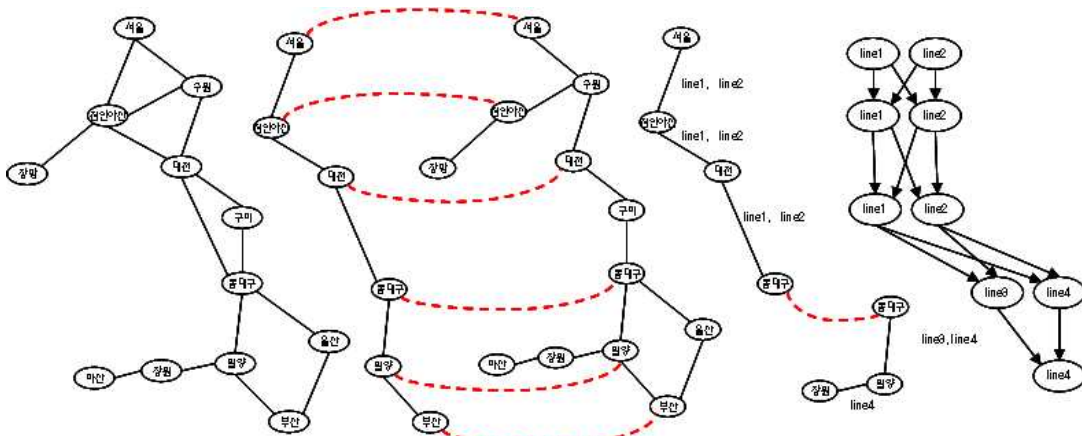 서울
수원
천안아산
장항
대전
구미
동대구
울산
마산
창원
밀양
부산
서울
천안아산
대전
동대구
밀양
부산
서울
수원
천안아산
장항
대전
구미
동대구
울산
마산
창원
밀양
부산
서울
line1, line2
천안아산
line1, line2
대전
line1, line2
동대구
동대구
line3,line4
창원
밀양
line4
line1
line2
line1
line2
line1
line2
line3
line4
line4